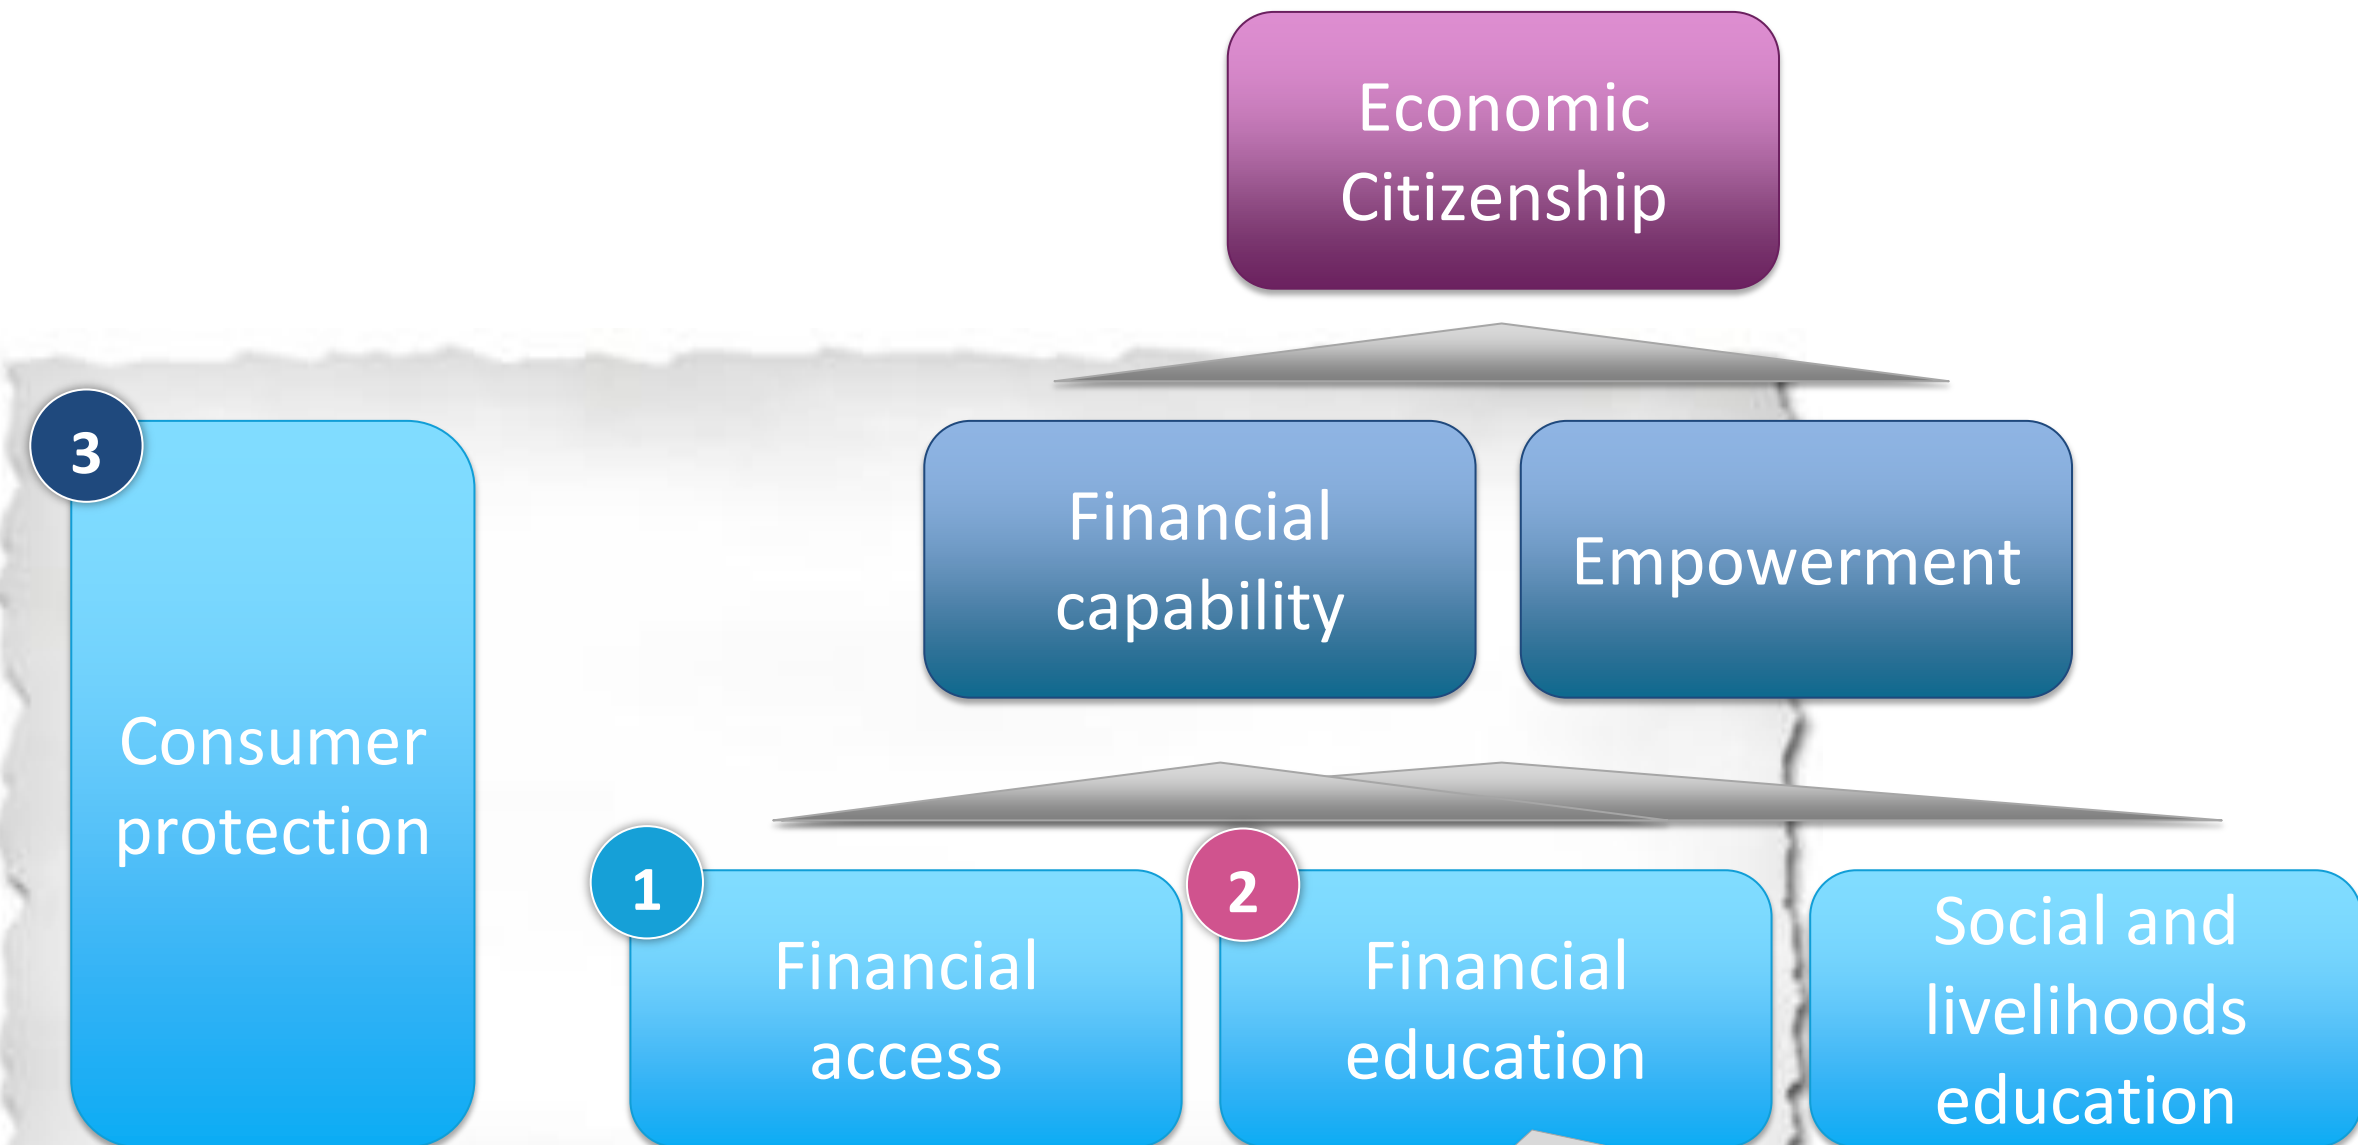 Economic
Citizenship
3
Financial
capability
Empowerment
Consumer
protection
1
2
Financial
access
Financial
education
Social and
livelihoods
education